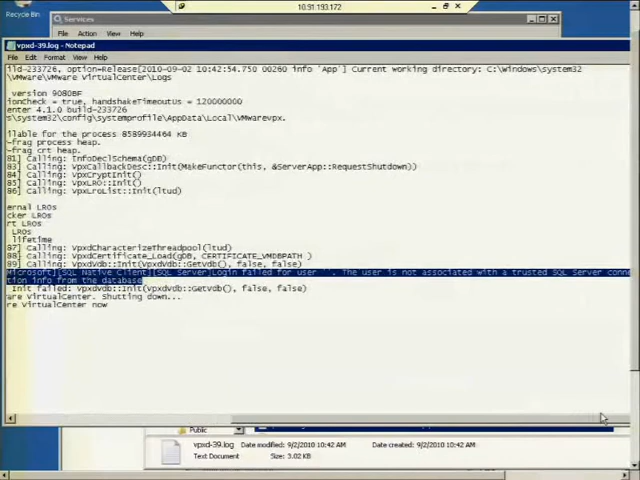 Recycle Bin
10.91.193.172
Services
File Action View Help
vpxd-39.log - Notepad
File Edit Format View Help
ild-233726, option=Release[2010-09-02 10:42:54.750 00260 info 'App'] Current working directory: C:\Windows\system32
\VMware\VMware VirtualCenter\Logs
version 9080BF
ionCheck = true, handshakeTimeoutUs = 120000000
enter 4.1.0 build-233726
s\system32\config\systemprofile\AppData\Local\VMwarevpx.
ilable for the process 8589934464 KB
-frag process heap.
-frag crt heap.
81] Calling: InfoDeclSchema(gDB)
83] Calling: VpxCallbackDesc::Init(MakeFunctor(this, &ServerApp::RequestShutdown))
84] Calling: VpxCryptInit()
85] Calling: VpxLRO::Init()
86] Calling: VpxLroList::Init(ltud)
ernal LROs
cker LROs
rt LROs
LROs
lifetime
87] Calling: VpxdCharacterizeThreadpool(ltud)
88] Calling: VpxdCertificate_Load(gDB, CERTIFICATE_VMDBPATH )
89] Calling: VpxdVdb::Init(VpxdVdb::GetVdb(), false, false)
Microsoft][SQL Native Client][SQL Server]Login failed for user ''. The user is not associated with a trusted SQL Server conne
tion info from the database
Init failed: VpxdVdb::Init(VpxdVdb::GetVdb(), false, false)
are VirtualCenter. Shutting down...
re VirtualCenter now
Public
vpxd-39.log Date modified: 9/2/2010 10:42 AM Date created: 9/2/2010 10:42 AM
Text Document Size: 3.02 KB